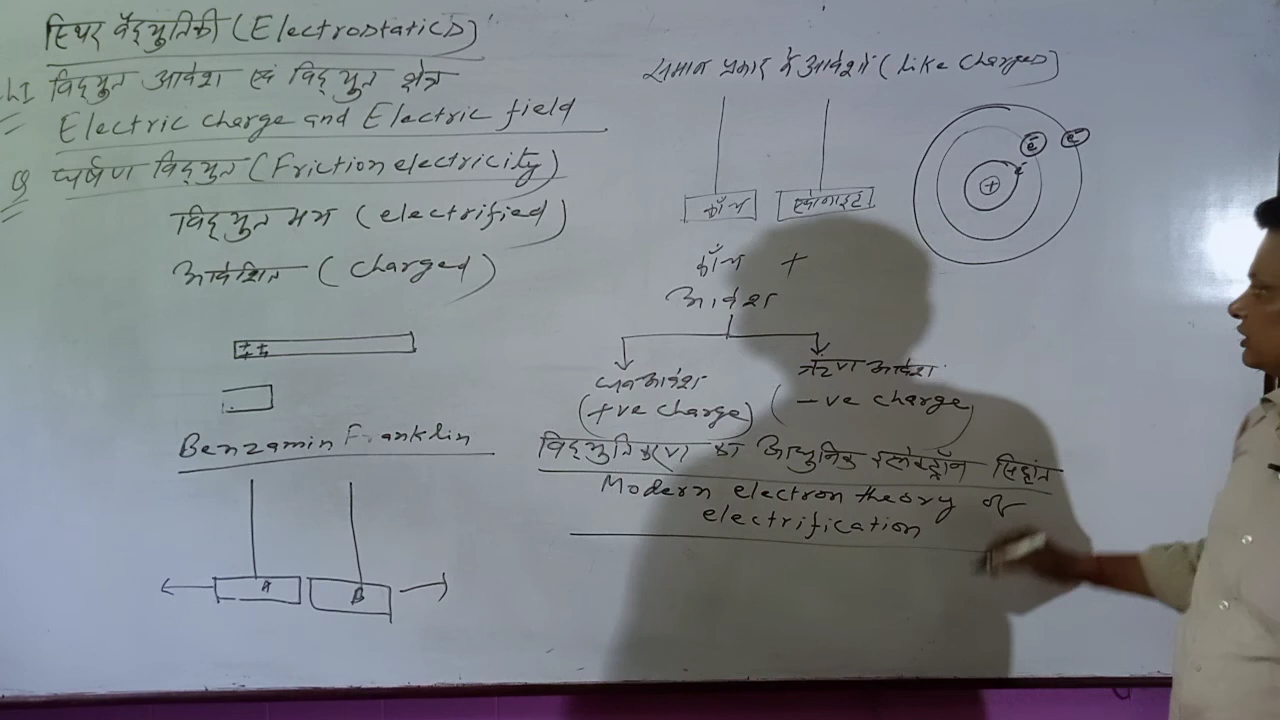 स्थिर वैद्युतिकी (Electrostatics)
Ch1 विद्युत आवेश एवं विद्युत क्षेत्र
Electric charge and Electric field
Q घर्षण विद्युत (Friction electricity)
विद्युतमय (electrified)
आवेशित (Charged)
++
Benzamin Franklin
A B
समान प्रकार के आवेशों (Like Charges)
काँच एबोनाइट
e⁻ e⁻ e⁻
+
काँच +
आवेश
धन आवेश ऋण आवेश
(+ve charge) (-ve charge)
विद्युतिकरण का आधुनिक इलेक्ट्रॉन सिद्धांत
Modern electron theory of
electrification